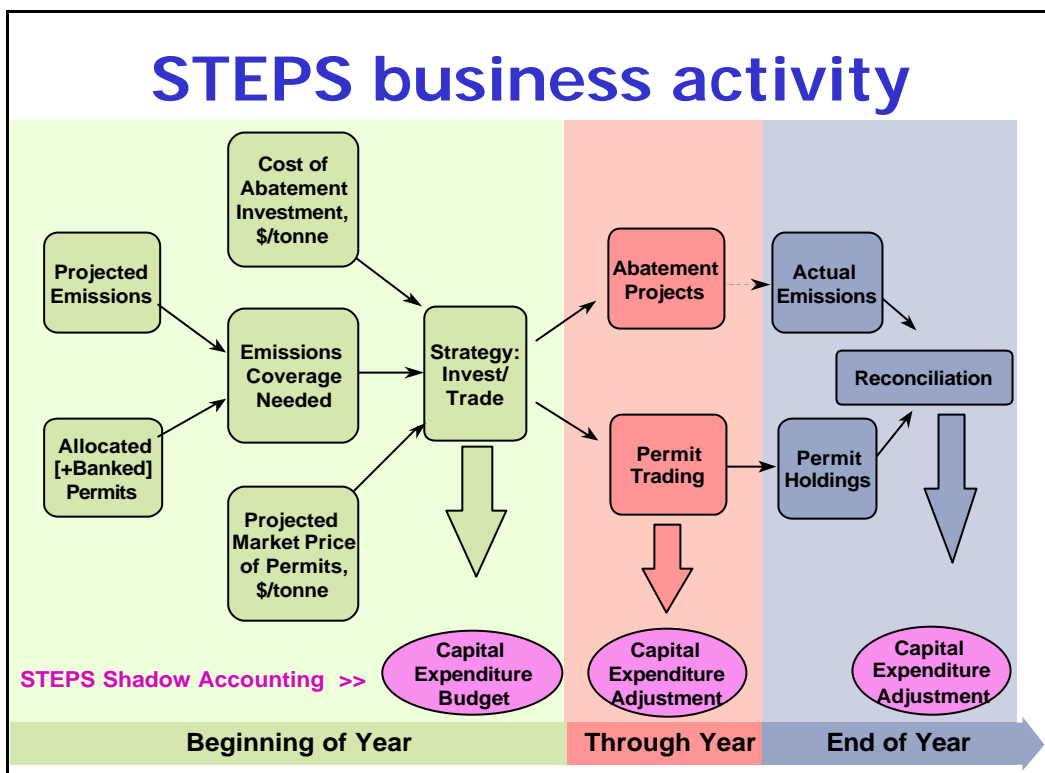 STEPS business activity
Cost of
Abatement
Investment,
$/tonne
Projected
Emissions
Emissions
Coverage
Needed
Allocated
[+Banked]
Permits
Projected
Market Price
of Permits,
$/tonne
Strategy:
Invest/
Trade
Abatement
Projects
Permit
Trading
Actual
Emissions
Reconciliation
Permit
Holdings
STEPS Shadow Accounting >>
Capital
Expenditure
Budget
Capital
Expenditure
Adjustment
Capital
Expenditure
Adjustment
Beginning of Year
Through Year
End of Year